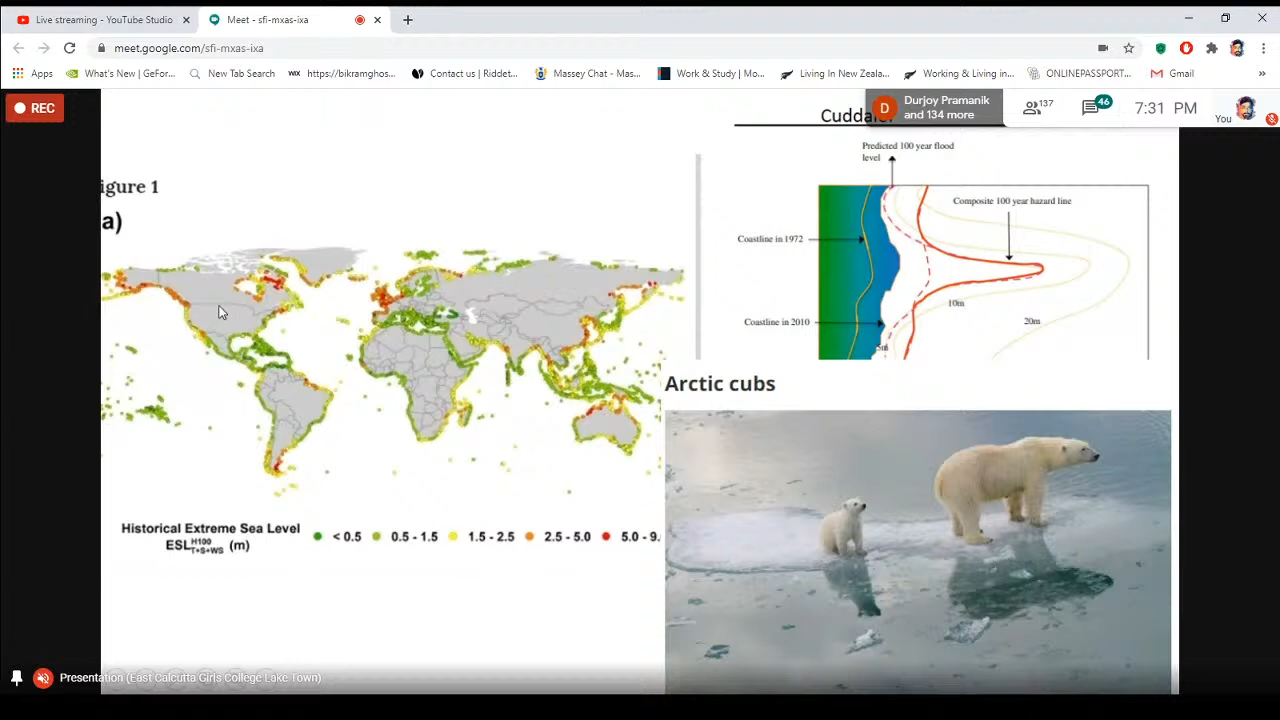 Live streaming - YouTube Studio
Meet - sfi-mxas-ixa
meet.google.com/sfi-mxas-ixa
Apps
What's New | GeFor...
New Tab Search
WIX https://bikramghos...
Contact us | Riddet...
Massey Chat - Mas...
Work & Study | Mo...
Living In New Zeala...
Working & Living in...
ONLINEPASSPORT...
Gmail
»
REC
Durjoy Pramanik
and 134 more
137
46
7:31 PM
You
D
igure 1
a)
Historical Extreme Sea Level
ESL H100 T+S+WS (m)
< 0.5
0.5 - 1.5
1.5 - 2.5
2.5 - 5.0
5.0 - 9.
Predicted 100 year flood
level
Composite 100 year hazard line
Coastline in 1972
10m
Coastline in 2010
20m
5m
Arctic cubs
Presentation (East Calcutta Girls College Lake Town)